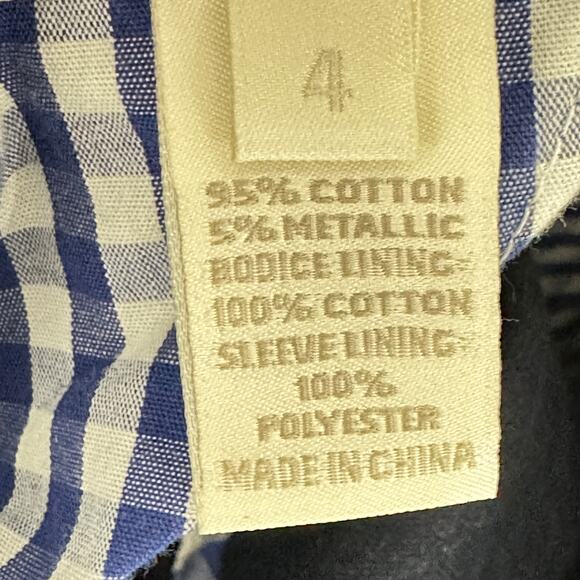 4
95% COTTON
5% METALLIC
BODICE LINING-
100% COTTON
SLEEVE LINING-
100%
POLYESTER
MADE IN CHINA